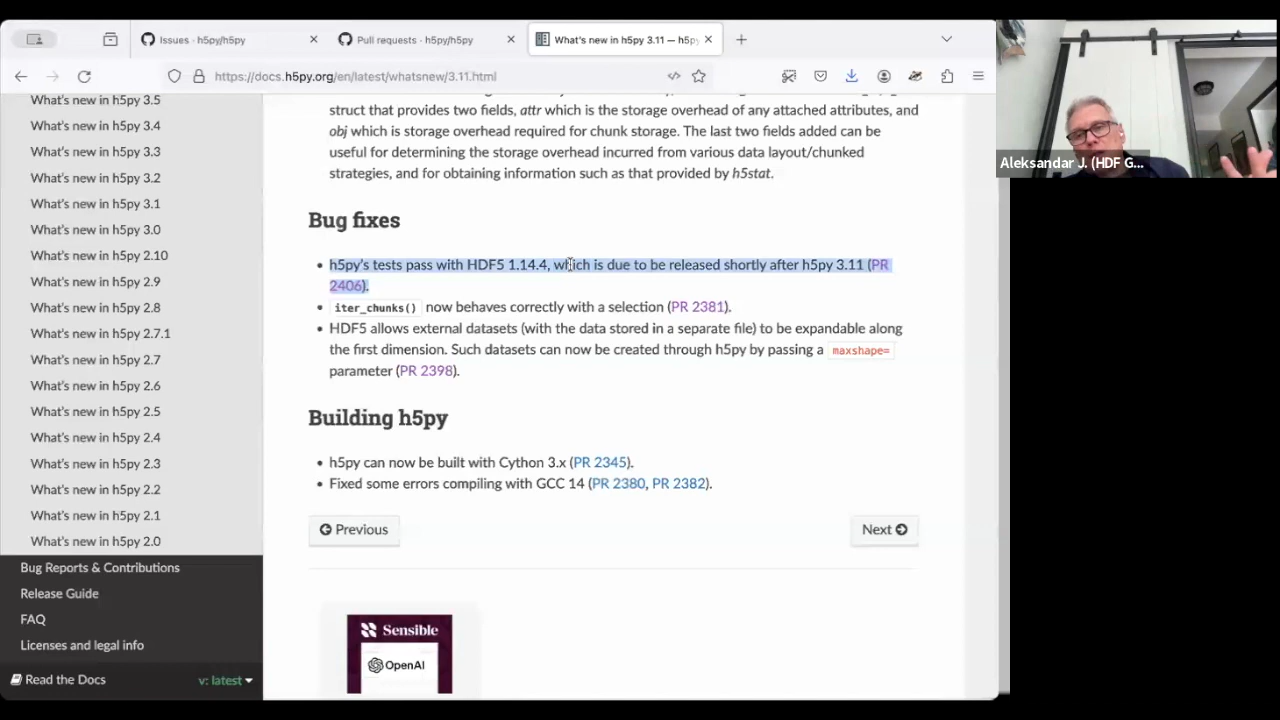 Issues · h5py/h5py
Pull requests · h5py/h5py
What's new in h5py 3.11 — h5py
https://docs.h5py.org/en/latest/whatsnew/3.11.html
What's new in h5py 3.5
What's new in h5py 3.4
What's new in h5py 3.3
What's new in h5py 3.2
What's new in h5py 3.1
What's new in h5py 3.0
What's new in h5py 2.10
What's new in h5py 2.9
What's new in h5py 2.8
What's new in h5py 2.7.1
What's new in h5py 2.7
What's new in h5py 2.6
What's new in h5py 2.5
What's new in h5py 2.4
What's new in h5py 2.3
What's new in h5py 2.2
What's new in h5py 2.1
What's new in h5py 2.0
Bug Reports & Contributions
Release Guide
FAQ
Licenses and legal info
Read the Docs
v: latest
struct that provides two fields, attr which is the storage overhead of any attached attributes, and
obj which is storage overhead required for chunk storage. The last two fields added can be
useful for determining the storage overhead incurred from various data layout/chunked
strategies, and for obtaining information such as that provided by h5stat.
Bug fixes
• h5py's tests pass with HDF5 1.14.4, which is due to be released shortly after h5py 3.11 (PR
2406).
• iter_chunks() now behaves correctly with a selection (PR 2381).
• HDF5 allows external datasets (with the data stored in a separate file) to be expandable along
the first dimension. Such datasets can now be created through h5py by passing a maxshape=
parameter (PR 2398).
Building h5py
• h5py can now be built with Cython 3.x (PR 2345).
• Fixed some errors compiling with GCC 14 (PR 2380, PR 2382).
Previous
Next
Sensible
OpenAI
Aleksandar J. (HDF G...